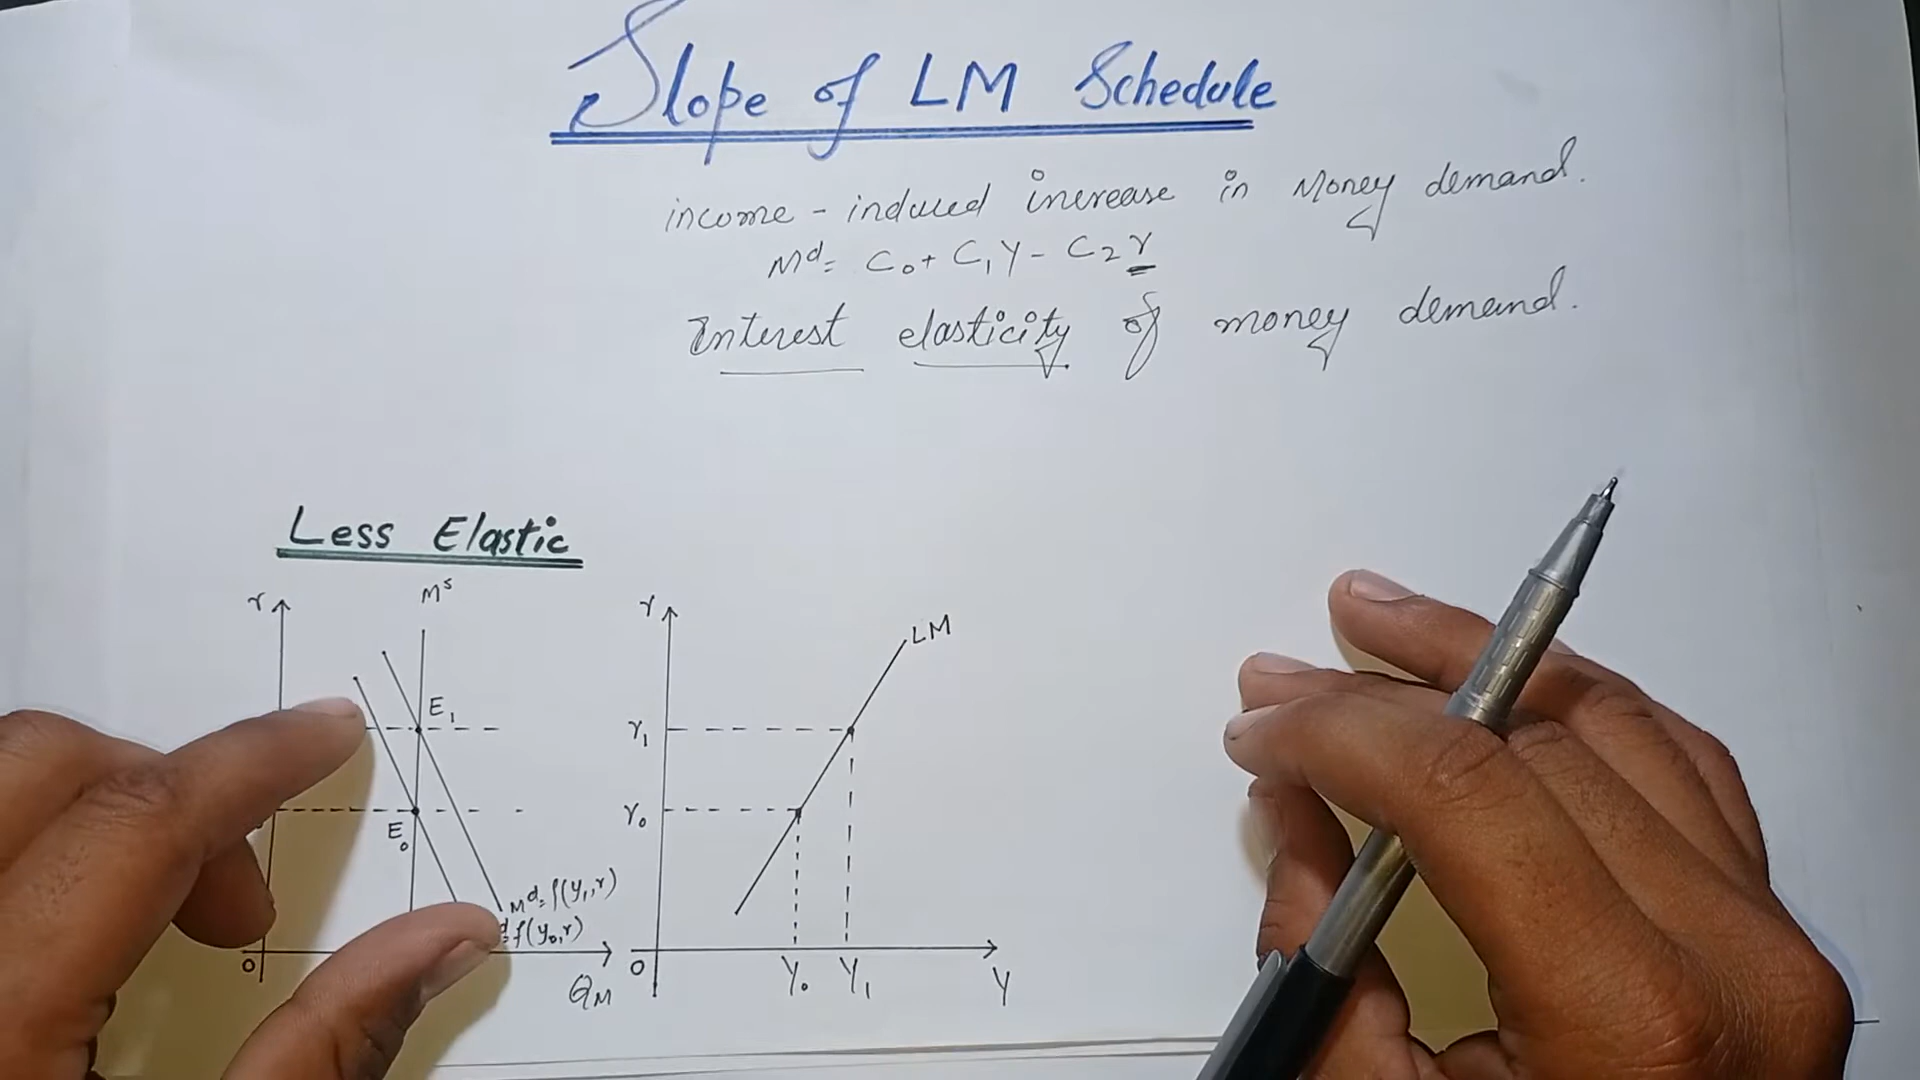 Slope of LM Schedule
income - induced increase in Money demand.
Mᵈ = C₀ + C₁Y - C₂r
Interest elasticity of money demand.
Less Elastic
r
Mˢ
E₁
E₀
Mᵈ = f(y₁, r)
d = f(y₀, r)
0
QM
r
LM
r₁
r₀
0
Y₀
Y₁
Y